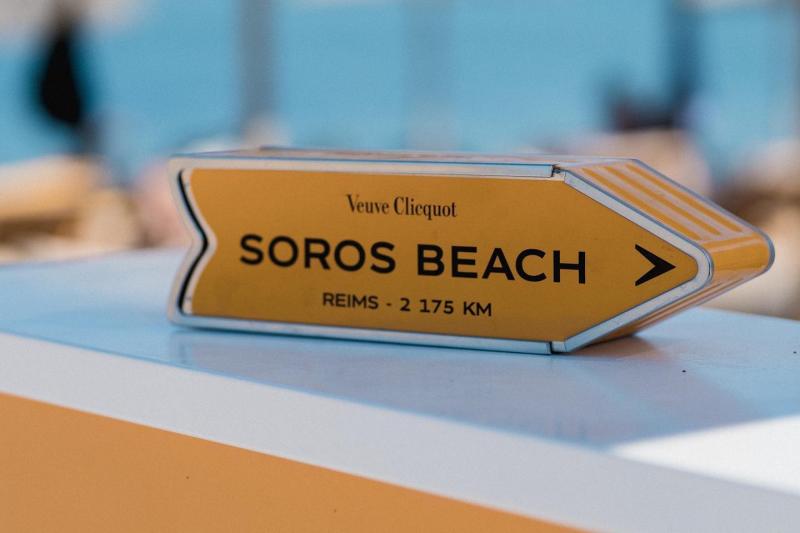 Veuve Clicquot
SOROS BEACH
REIMS - 2 175 KM